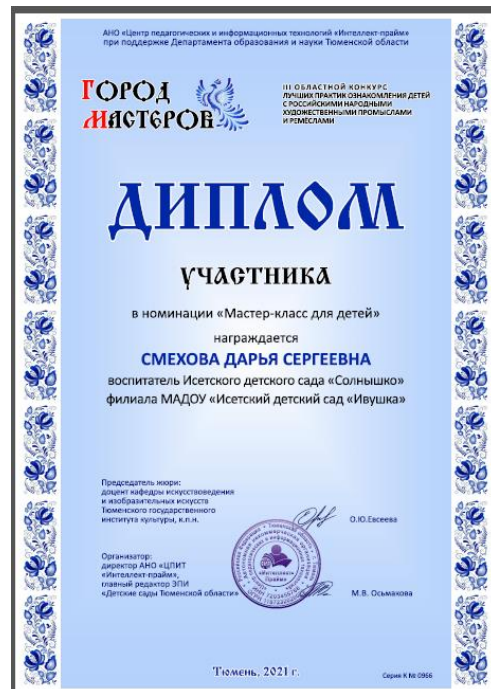 АНО «Центр педагогических и информационных технологий «Интеллект-прайм»
при поддержке Департамента образования и науки Тюменской области
ГОРОД
МАСТЕРОВ
III ОБЛАСТНОЙ КОНКУРС
ЛУЧШИХ ПРАКТИК ОЗНАКОМЛЕНИЯ ДЕТЕЙ
С РОССИЙСКИМИ НАРОДНЫМИ
ХУДОЖЕСТВЕННЫМИ ПРОМЫСЛАМИ
И РЕМЁСЛАМИ
ДИПЛОМ
УЧАСТНИКА
в номинации «Мастер-класс для детей»
награждается
СМЕХОВА ДАРЬЯ СЕРГЕЕВНА
воспитатель Исетского детского сада «Солнышко»
филиала МАДОУ «Исетский детский сад «Ивушка»
Председатель жюри:
доцент кафедры искусствоведения
и изобразительных искусств
Тюменского государственного
института культуры, к.п.н.
О.Ю.Евсеева
Организатор:
директор АНО «ЦПИТ
«Интеллект-прайм»,
главный редактор ЭПИ
«Детские сады Тюменской области»
М.В. Осьмакова
«Интеллект
Прайм»
Тюмень, 2021 г.
Серия К № 0966